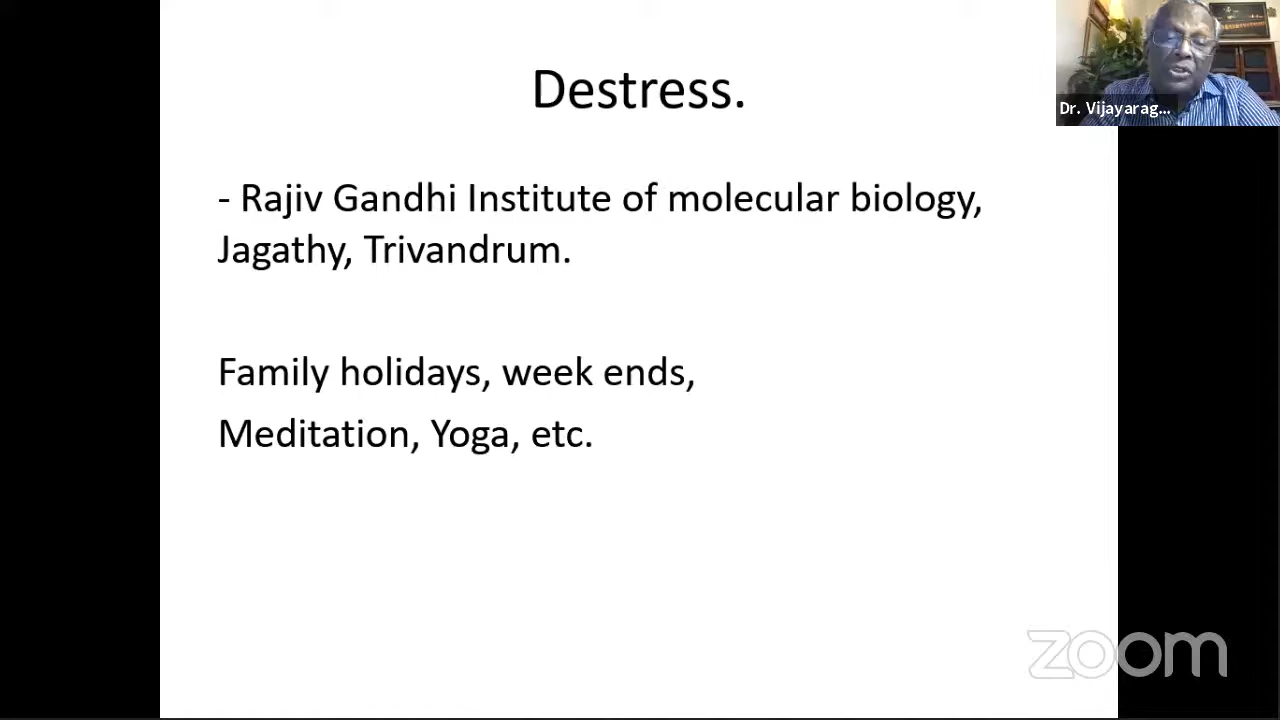 Destress.
Dr. Vijayarag...
- Rajiv Gandhi Institute of molecular biology,
Jagathy, Trivandrum.
Family holidays, week ends,
Meditation, Yoga, etc.
zoom